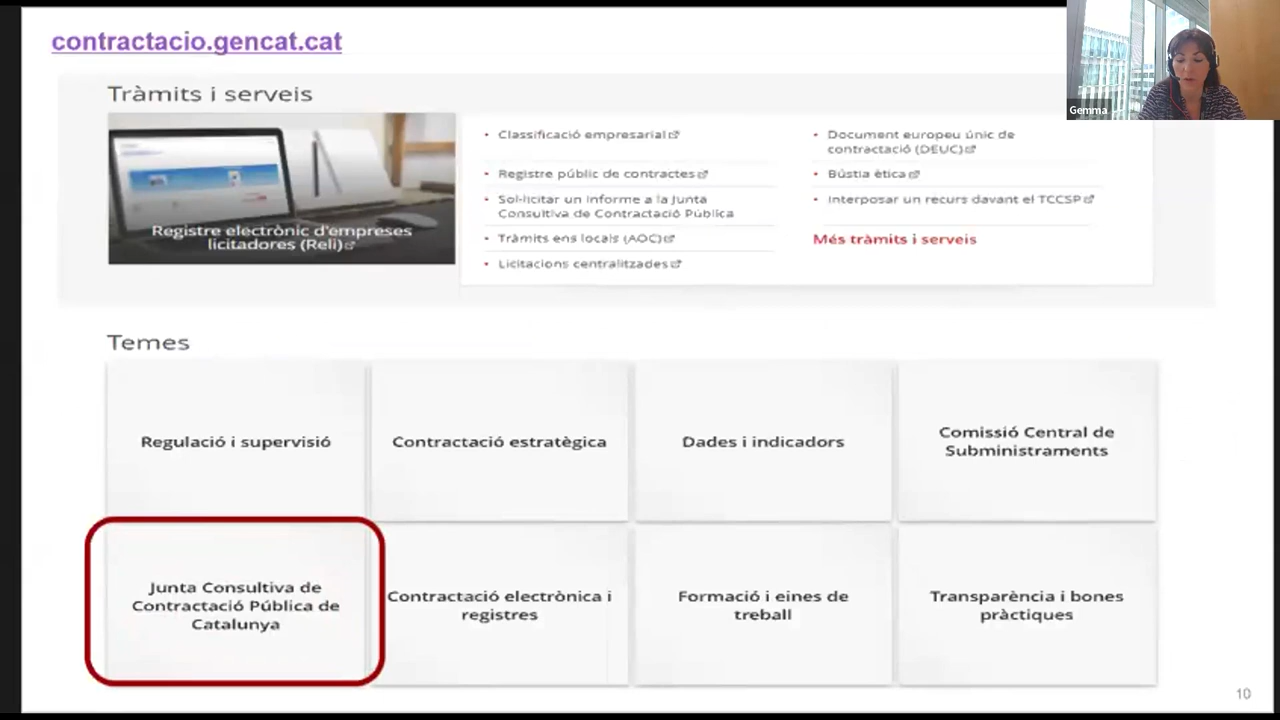 contractacio.gencat.cat
Gemma
Tràmits i serveis
Registre electrònic d'empreses
licitadores (Reli)
Classificació empresarial
Registre públic de contractes
Sol·licitar un informe a la Junta
Consultiva de Contractació Pública
Tràmits ens locals (AOC)
Licitacions centralitzades
Document europeu únic de
contractació (DEUC)
Bústia ètica
Interposar un recurs davant el TCCSP
Més tràmits i serveis
Temes
Regulació i supervisió
Contractació estratègica
Dades i indicadors
Comissió Central de
Subministraments
Junta Consultiva de
Contractació Pública de
Catalunya
Contractació electrònica i
registres
Formació i eines de
treball
Transparència i bones
pràctiques
10